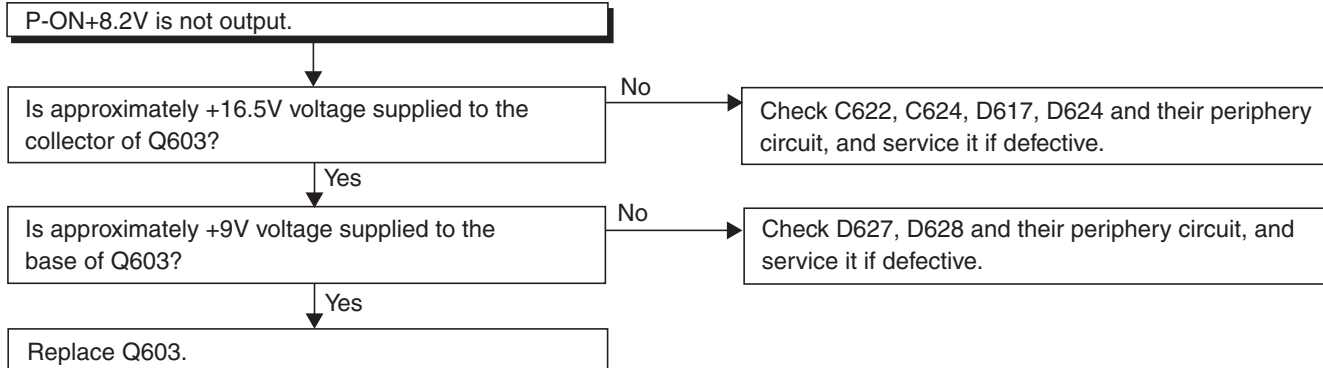 P-ON+8.2V is not output.
Is approximately +16.5V voltage supplied to the
collector of Q603?
No
Check C622, C624, D617, D624 and their periphery
circuit, and service it if defective.
Yes
Is approximately +9V voltage supplied to the
base of Q603?
No
Check D627, D628 and their periphery circuit, and
service it if defective.
Yes
Replace Q603.